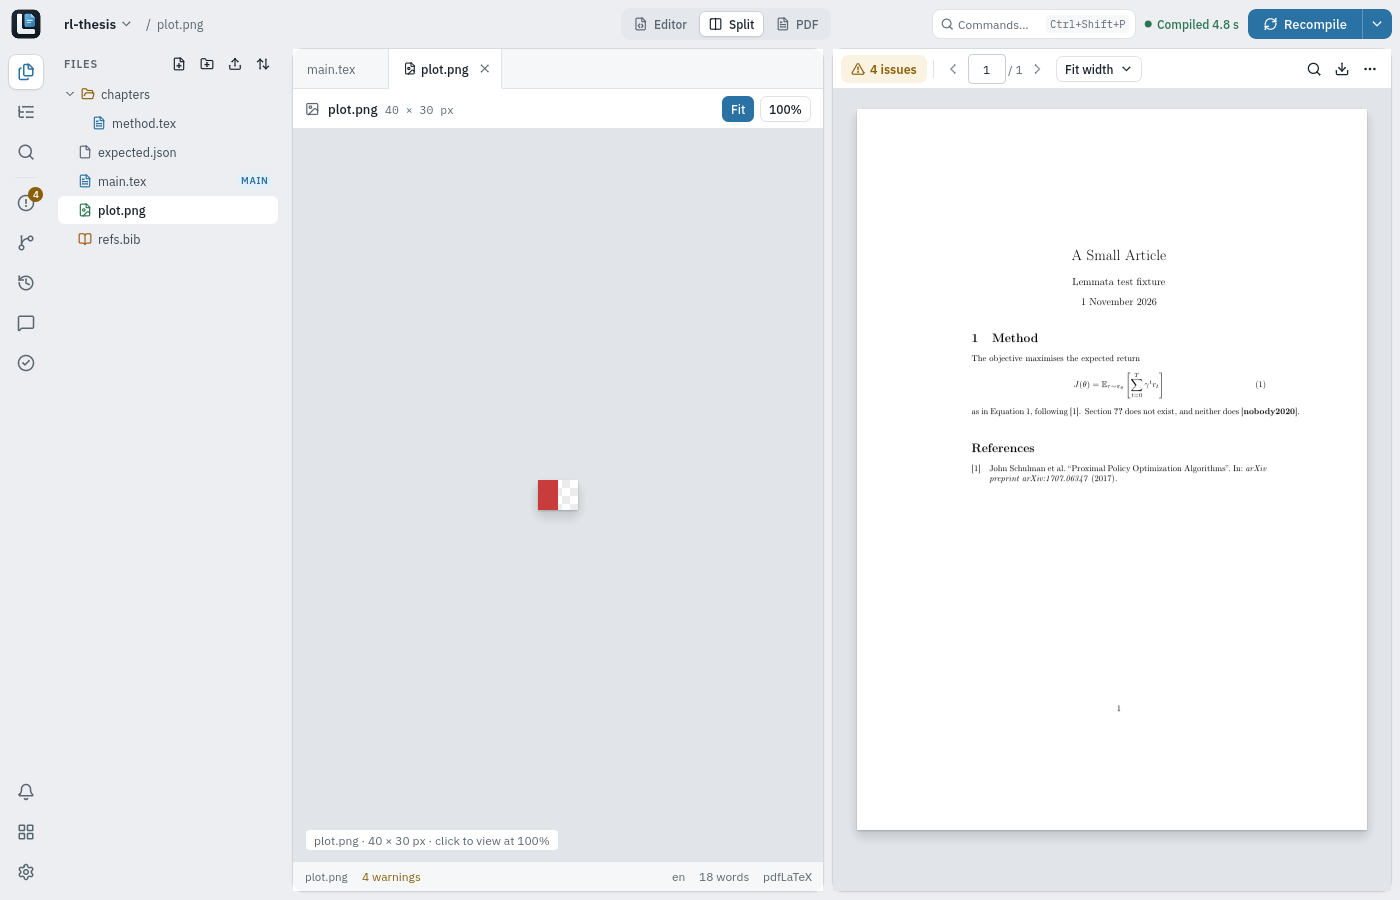 rl-thesis / plot.png
Editor Split PDF
Commands... Ctrl+Shift+P
Compiled 4.8 s
Recompile
FILES
chapters
method.tex
expected.json
main.tex MAIN
plot.png
refs.bib
4
main.tex plot.png
plot.png 40 × 30 px Fit 100%
plot.png · 40 × 30 px · click to view at 100%
plot.png 4 warnings en 18 words pdfLaTeX
4 issues 1 / 1 Fit width
A Small Article
Lemmata test fixture
1 November 2026
1 Method
The objective maximises the expected return
J(θ) = 𝔼τ∼πθ [∑t=0T γtrt] (1)
as in Equation 1, following [1]. Section ?? does not exist, and neither does [nobody2020].
References
[1] John Schulman et al. “Proximal Policy Optimization Algorithms”. In: arXiv
preprint arXiv:1707.06347 (2017).
1